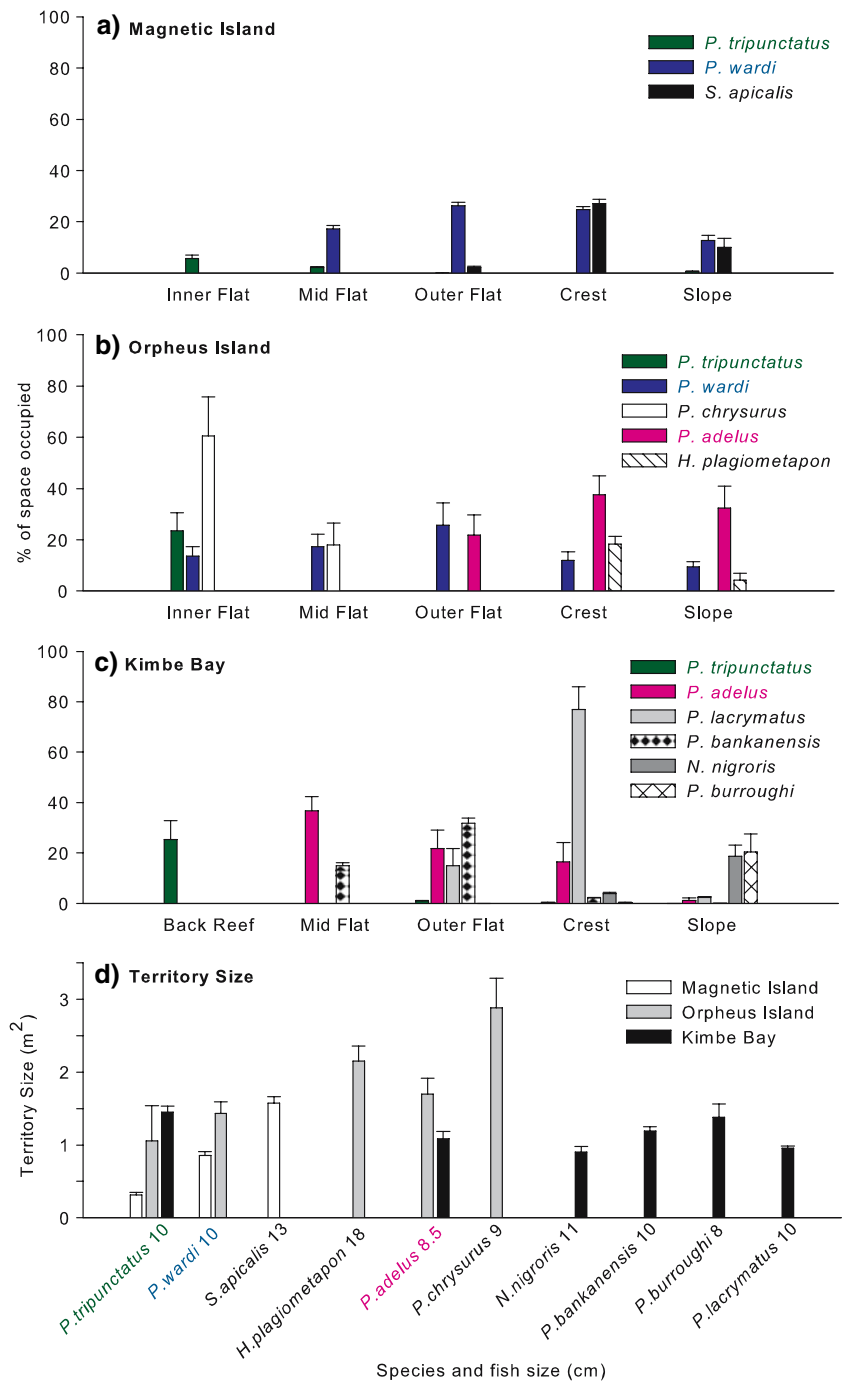 a) Magnetic Island
P. tripunctatus
P. wardi
S. apicalis
100
80
60
40
20
0
Inner Flat Mid Flat Outer Flat Crest Slope
b) Orpheus Island
P. tripunctatus
P. wardi
P. chrysurus
P. adelus
H. plagiometapon
% of space occupied
100
80
60
40
20
0
Inner Flat Mid Flat Outer Flat Crest Slope
c) Kimbe Bay
P. tripunctatus
P. adelus
P. lacrymatus
P. bankanensis
N. nigroris
P. burroughi
100
80
60
40
20
0
Back Reef Mid Flat Outer Flat Crest Slope
d) Territory Size
Magnetic Island
Orpheus Island
Kimbe Bay
Territory Size (m2)
3
2
1
0
P.tripunctatus 10
P.wardi 10
S.apicalis 13
H.plagiometapon 18
P.adelus 8.5
P.chrysurus 9
N.nigroris 11
P.bankanensis 10
P.burroughi 8
P.lacrymatus 10
Species and fish size (cm)